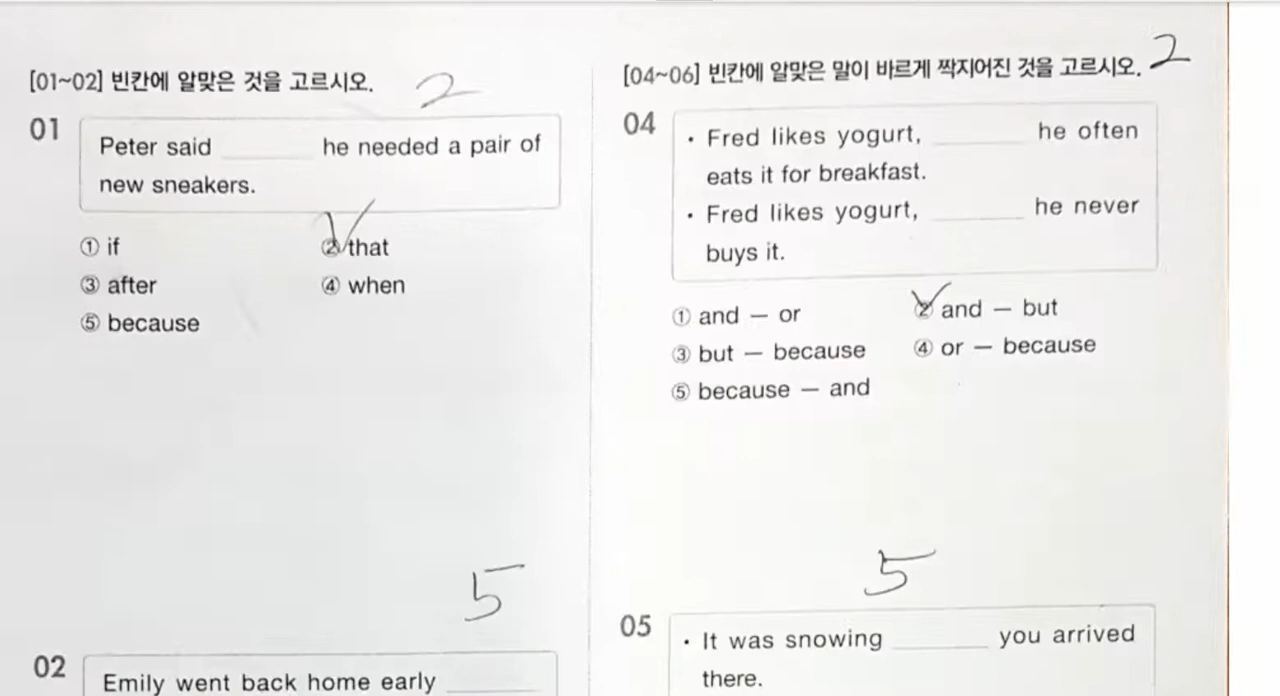 [01~02] 빈칸에 알맞은 것을 고르시오. 2
01
Peter said ______ he needed a pair of
new sneakers.
① if ② that
③ after ④ when
⑤ because
5
02
Emily went back home early ______
[04~06] 빈칸에 알맞은 말이 바르게 짝지어진 것을 고르시오. 2
04
• Fred likes yogurt, ______ he often
eats it for breakfast.
• Fred likes yogurt, ______ he never
buys it.
① and – or ② and – but
③ but – because ④ or – because
⑤ because – and
5
05
• It was snowing ______ you arrived
there.